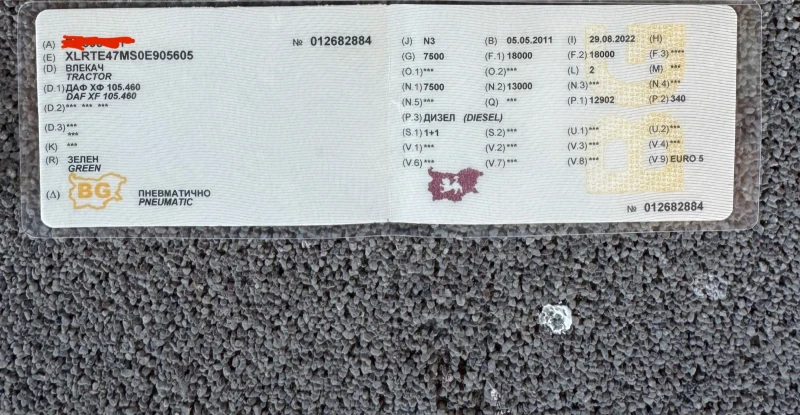 (A) № 012682884
(E) XLRTE47MS0E905605
(D) ВЛЕКАЧ
TRACTOR
(D.1) ДАФ ХФ 105.460
DAF XF 105.460
(D.2)*** *** ***
(D.3)***
***
(K) ***
(R) ЗЕЛЕН
GREEN
BG
(Δ) ПНЕВМАТИЧНО
PNEUMATIC
(J) N3 (B) 05.05.2011 (I) 29.08.2022 (H)
(G) 7500 (F.1) 18000 (F.2) 18000 (F.3) ****
(O.1)*** (O.2)*** (L) 2 (M) ***
(N.1) 7500 (N.2) 13000 (N.3)*** (N.4)***
(N.5)*** (Q) *** (P.1) 12902 (P.2) 340
(P.3) ДИЗЕЛ (DIESEL)
(S.1) 1+1 (S.2) *** (U.1) *** (U.2) ***
(V.1) *** (V.2) *** (V.3) *** (V.4) ***
(V.6) *** (V.7) *** (V.8) *** (V.9) EURO 5
№ 012682884